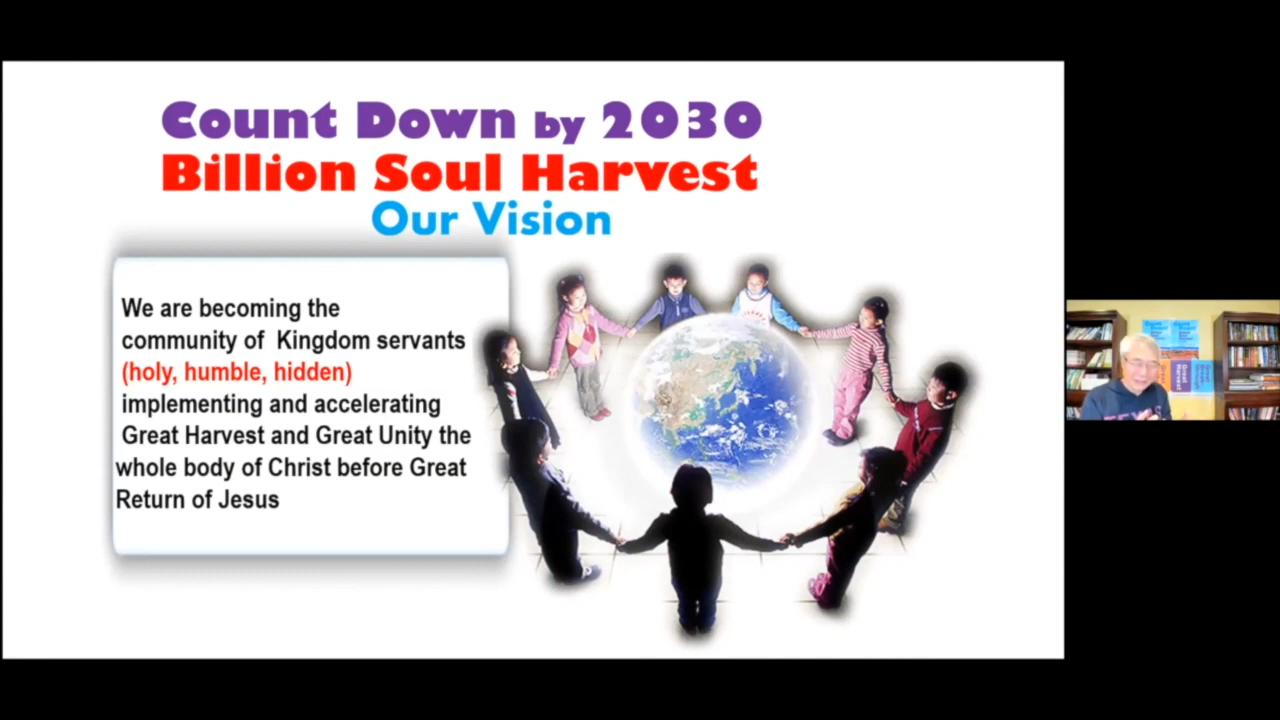 Count Down by 2030
Billion Soul Harvest
Our Vision
We are becoming the
community of Kingdom servants
(holy, humble, hidden)
implementing and accelerating
Great Harvest and Great Unity the
whole body of Christ before Great
Return of Jesus